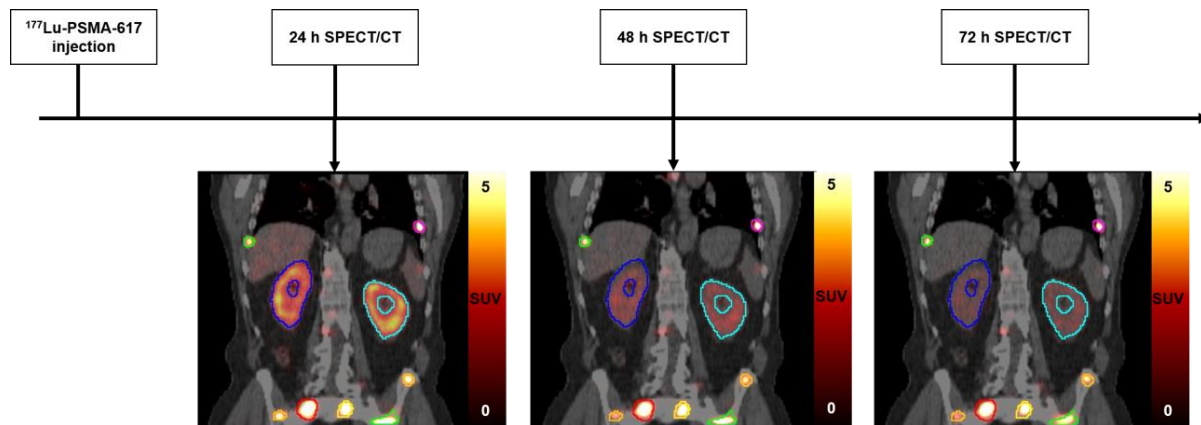 ¹⁷⁷Lu-PSMA-617
injection
24 h SPECT/CT
48 h SPECT/CT
72 h SPECT/CT
5
SUV
0
5
SUV
0
5
SUV
0